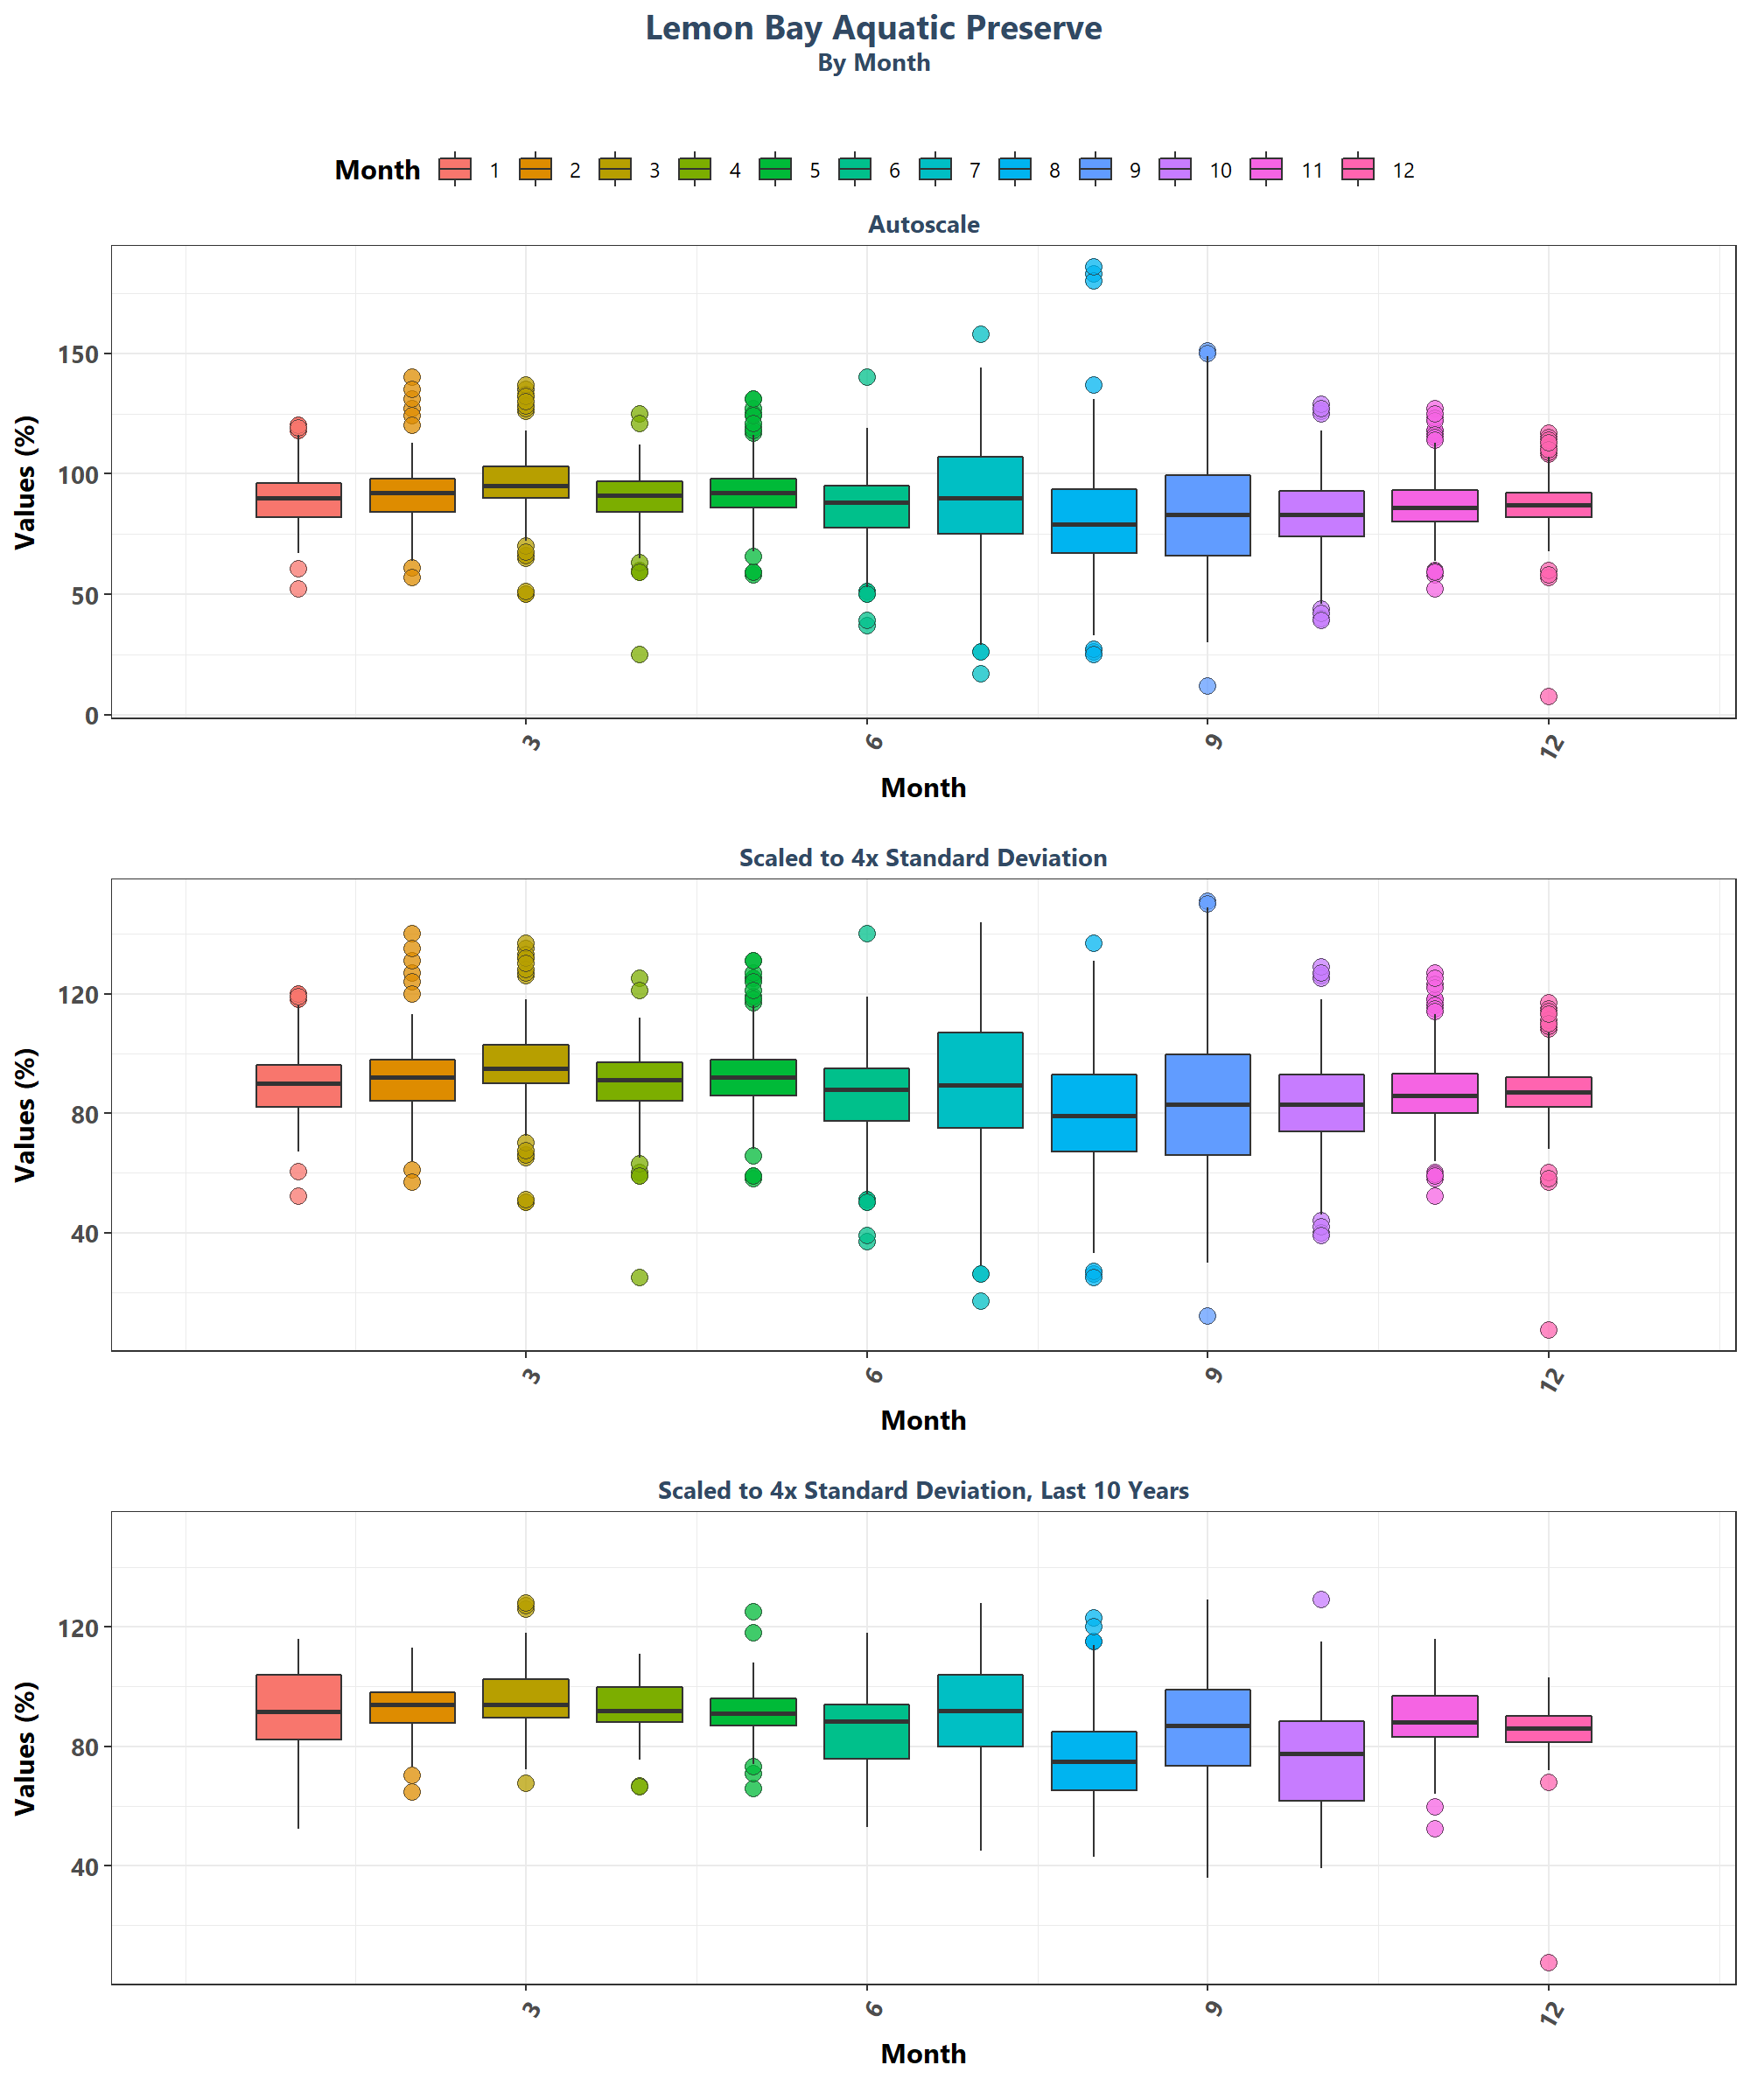 Lemon Bay Aquatic Preserve
By Month
Month 1 2 3 4 5 6 7 8 9 10 11 12
Autoscale
Values (%)
150
100
50
0
3 6 9 12
Month
Scaled to 4x Standard Deviation
Values (%)
120
80
40
3 6 9 12
Month
Scaled to 4x Standard Deviation, Last 10 Years
Values (%)
120
80
40
3 6 9 12
Month